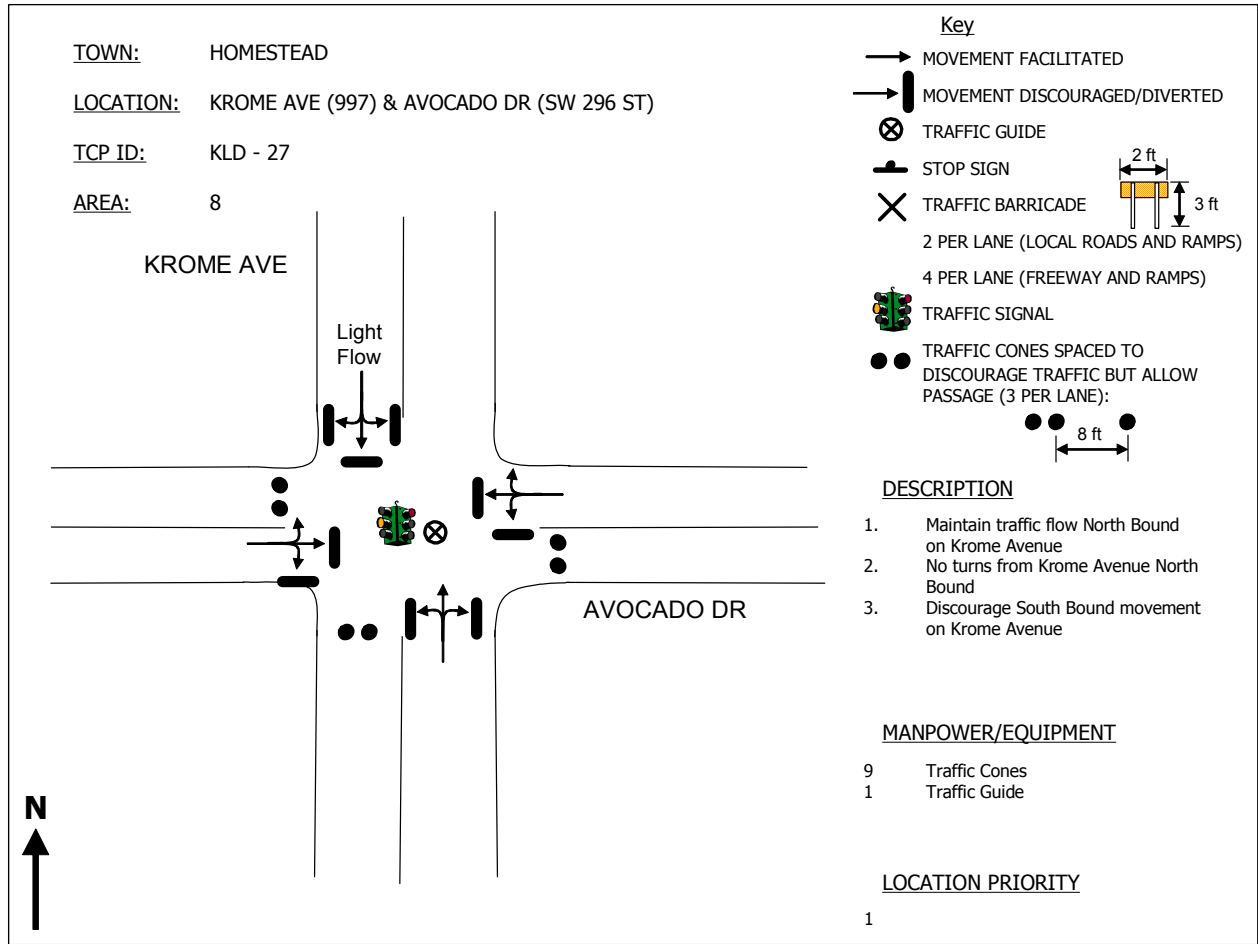 TOWN: HOMESTEAD
LOCATION: KROME AVE (997) & AVOCADO DR (SW 296 ST)
TCP ID: KLD - 27
AREA: 8
KROME AVE
Light
Flow
AVOCADO DR
N
Key
MOVEMENT FACILITATED
MOVEMENT DISCOURAGED/DIVERTED
TRAFFIC GUIDE
STOP SIGN
2 ft
TRAFFIC BARRICADE
3 ft
2 PER LANE (LOCAL ROADS AND RAMPS)
4 PER LANE (FREEWAY AND RAMPS)
TRAFFIC SIGNAL
TRAFFIC CONES SPACED TO
DISCOURAGE TRAFFIC BUT ALLOW
PASSAGE (3 PER LANE):
8 ft
DESCRIPTION
1. Maintain traffic flow North Bound
on Krome Avenue
2. No turns from Krome Avenue North
Bound
3. Discourage South Bound movement
on Krome Avenue
MANPOWER/EQUIPMENT
9 Traffic Cones
1 Traffic Guide
LOCATION PRIORITY
1